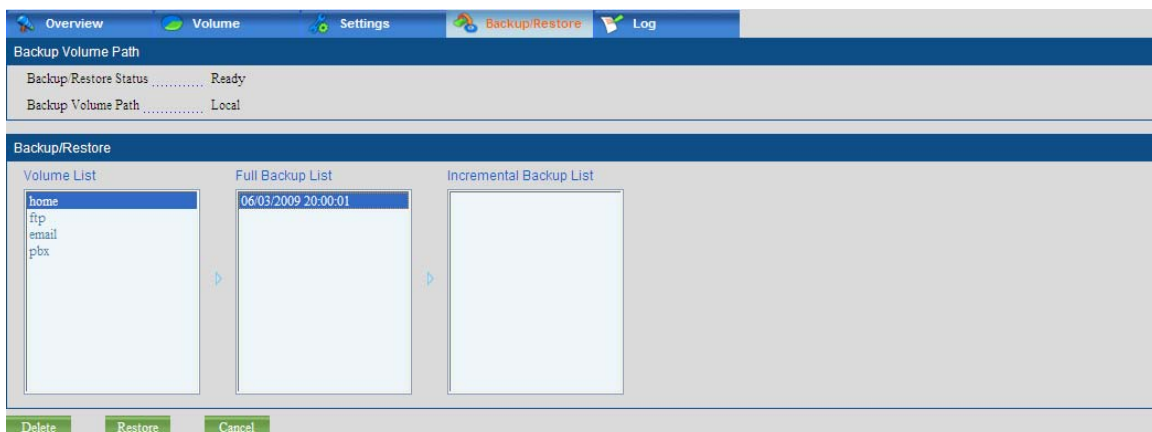 Overview Volume Settings Backup/Restore Log
Backup Volume Path
Backup/Restore Status ............ Ready
Backup Volume Path .............. Local
Backup/Restore
Volume List Full Backup List Incremental Backup List
home 06/03/2009 20:00:01
ftp
email
pbx
Delete Restore Cancel